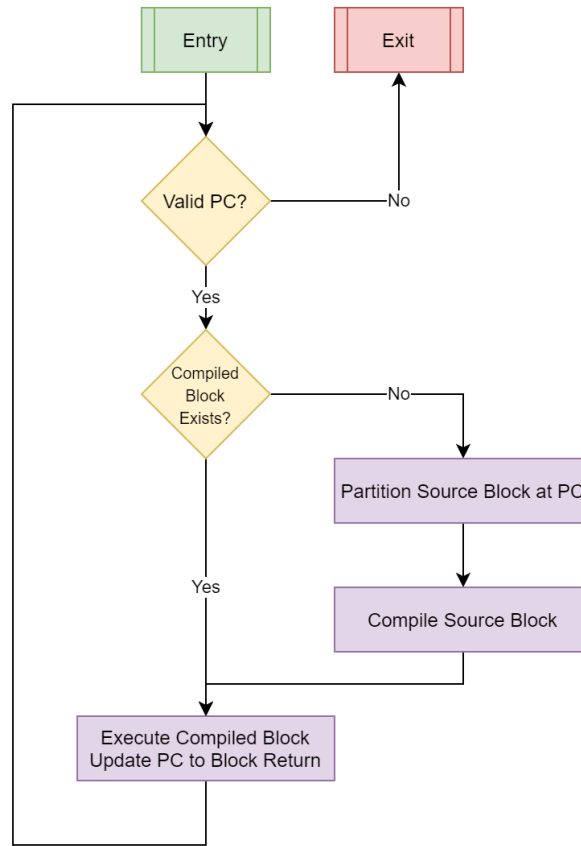 Entry
Exit
Valid PC?
No
Yes
Compiled
Block
Exists?
No
Partition Source Block at PC
Yes
Compile Source Block
Execute Compiled Block
Update PC to Block Return